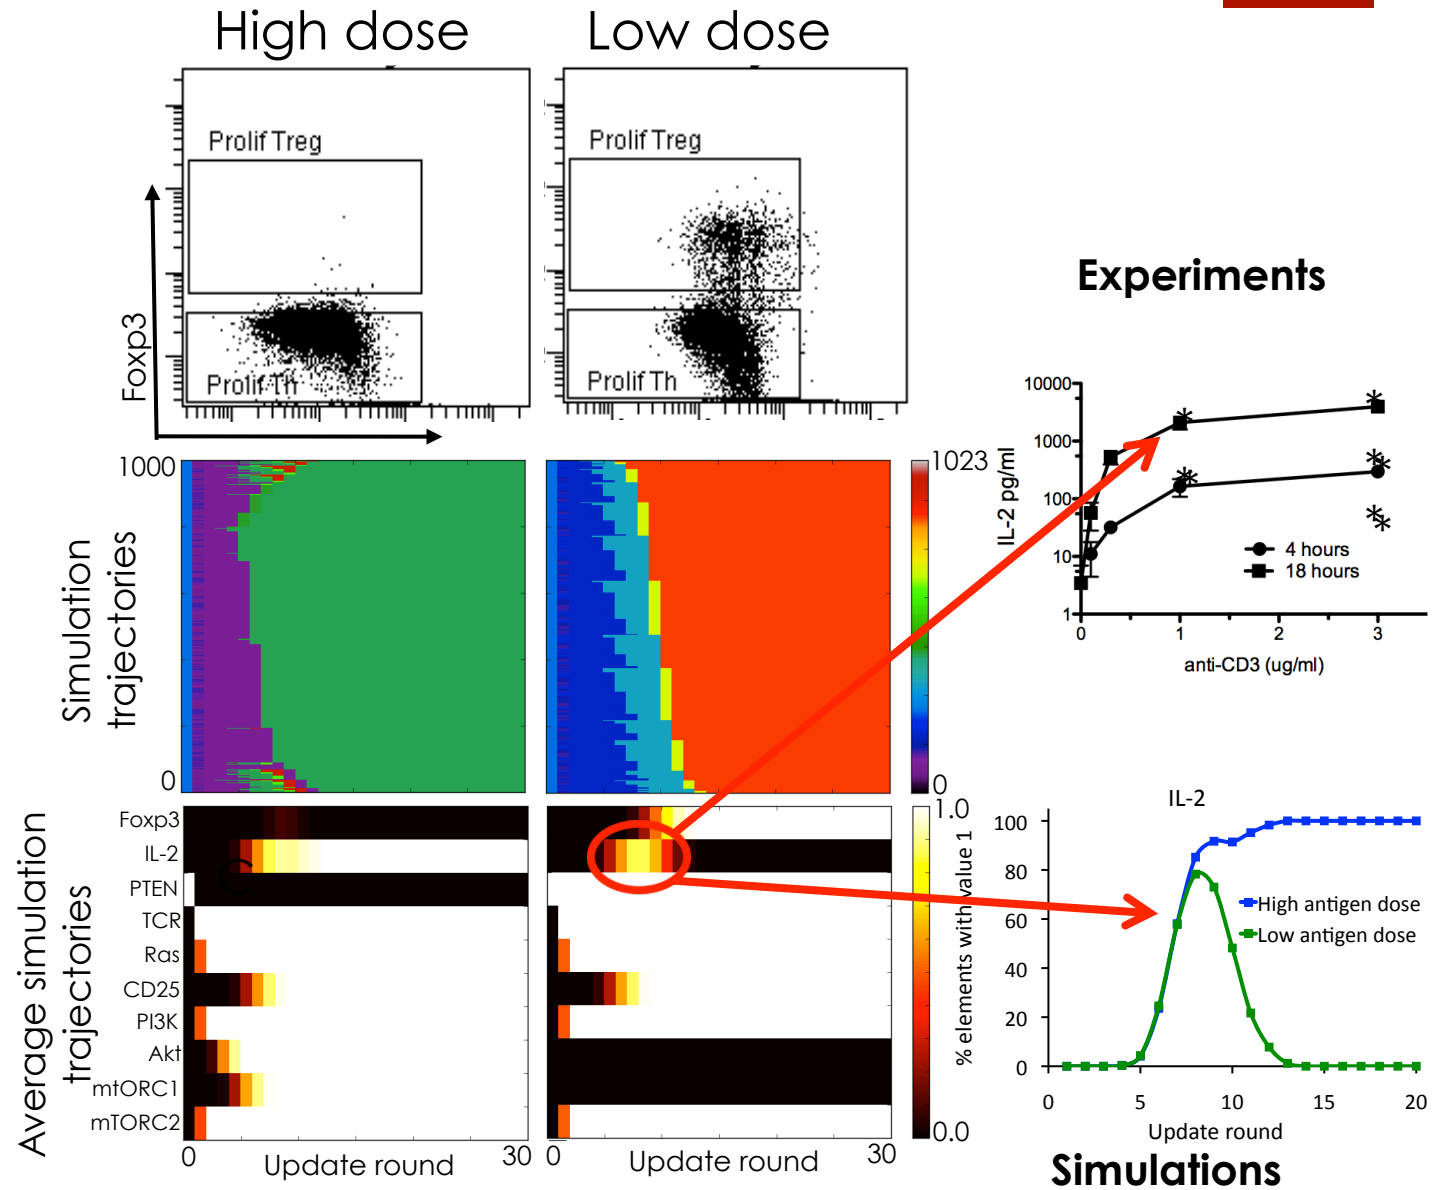 High dose
Low dose
Prolif Treg
Prolif Treg
Foxp3
Prolif Th
Prolif Th
Experiments
10000
1000
100
10
1
IL-2 pg/ml
4 hours
18 hours
0
1
2
3
anti-CD3 (ug/ml)
Simulation
trajectories
1000
0
1023
0
Average simulation
trajectories
Foxp3
IL-2
PTEN
TCR
Ras
CD25
PI3K
Akt
mtORC1
mTORC2
0
Update round
30
0
Update round
30
1.0
0.0
% elements with value 1
IL-2
100
80
60
40
20
0
High antigen dose
Low antigen dose
0
5
10
15
20
Update round
Simulations